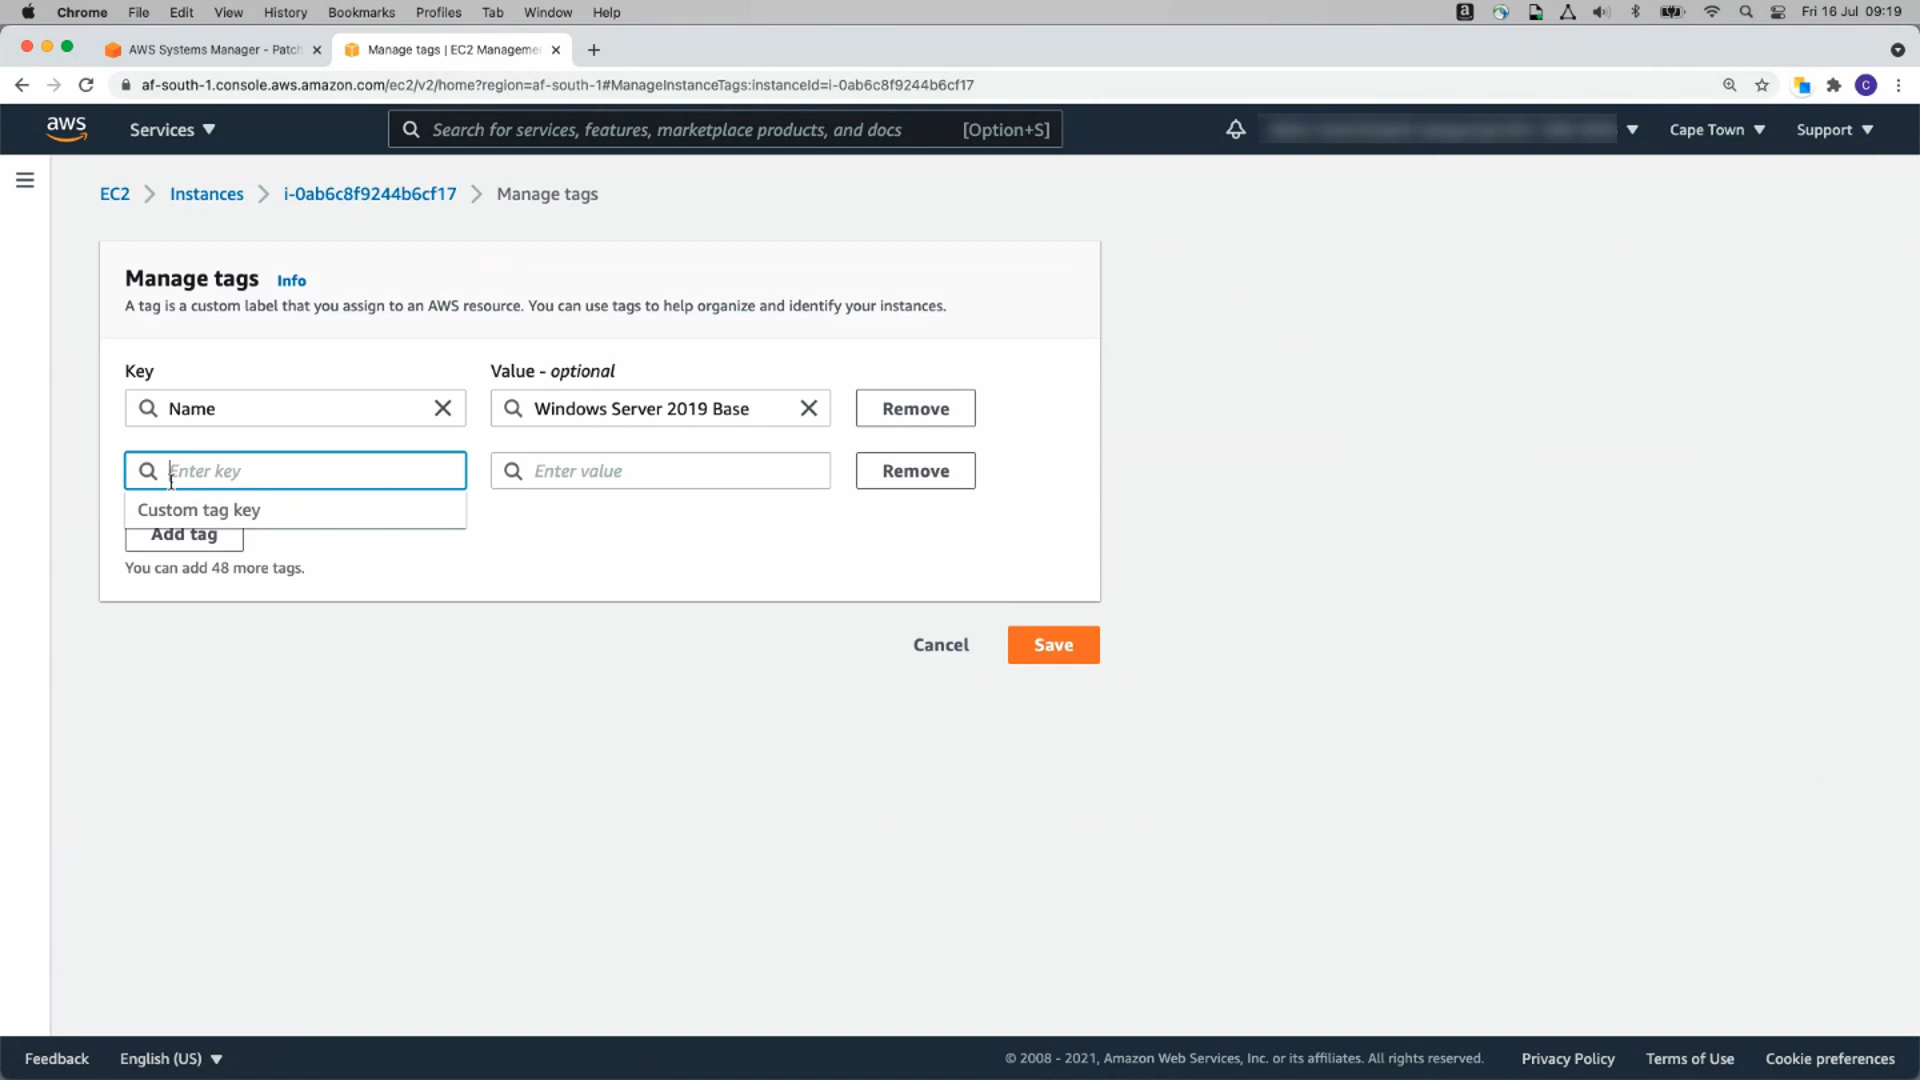 Chrome File Edit View History Bookmarks Profiles Tab Window Help Fri 16 Jul 09:19
AWS Systems Manager - Patch Manage tags | EC2 Manageme
af-south-1.console.aws.amazon.com/ec2/v2/home?region=af-south-1#ManageInstanceTags:instanceId=i-0ab6c8f9244b6cf17 C
aws Services Search for services, features, marketplace products, and docs [Option+S] Cape Town Support
EC2 Instances i-0ab6c8f9244b6cf17 Manage tags
Manage tags Info
A tag is a custom label that you assign to an AWS resource. You can use tags to help organize and identify your instances.
Key Value - optional
Name Windows Server 2019 Base Remove
Enter key Enter value Remove
Custom tag key
Add tag
You can add 48 more tags.
Cancel Save
Feedback English (US) © 2008 - 2021, Amazon Web Services, Inc. or its affiliates. All rights reserved. Privacy Policy Terms of Use Cookie preferences